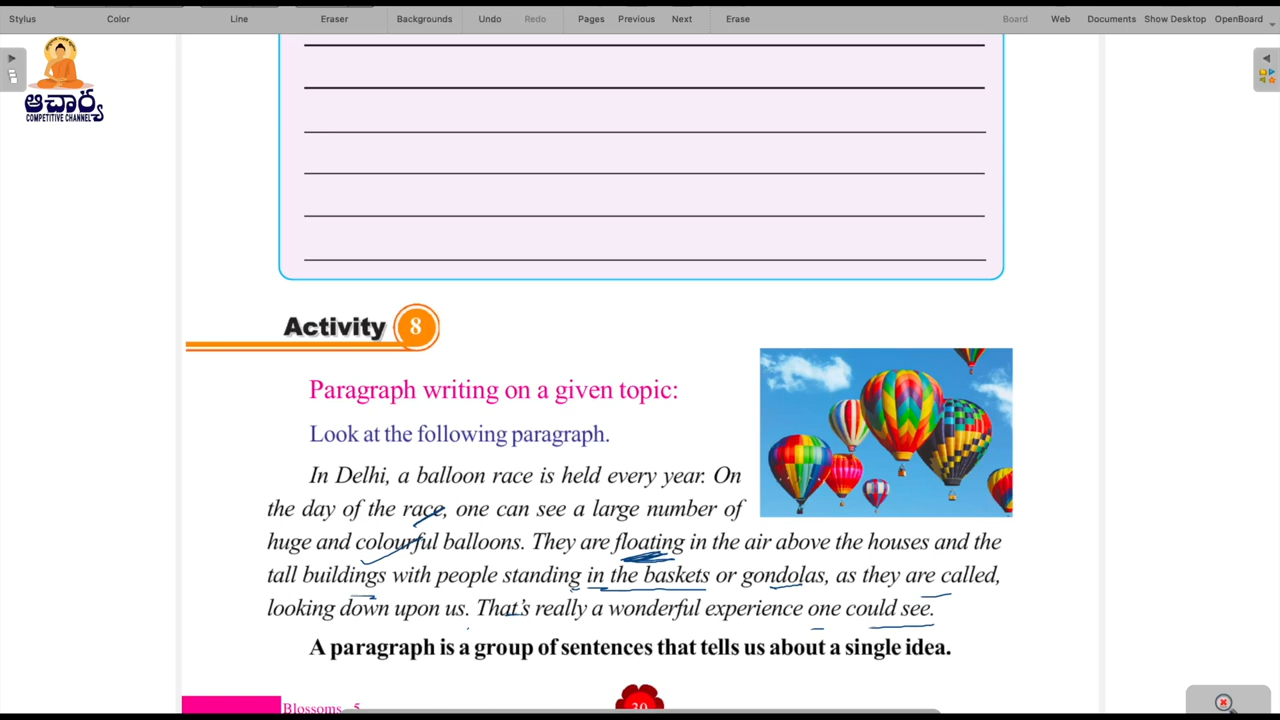 Stylus Color Line Eraser Backgrounds Undo Redo Pages Previous Next Erase Board Web Documents Show Desktop OpenBoard
ఆచార్య
COMPETITIVE CHANNEL
Activity 8
Paragraph writing on a given topic:
Look at the following paragraph.
In Delhi, a balloon race is held every year. On
the day of the race, one can see a large number of
huge and colourful balloons. They are floating in the air above the houses and the
tall buildings with people standing in the baskets or gondolas, as they are called,
looking down upon us. That's really a wonderful experience one could see.
A paragraph is a group of sentences that tells us about a single idea.
Blossoms - 5
30